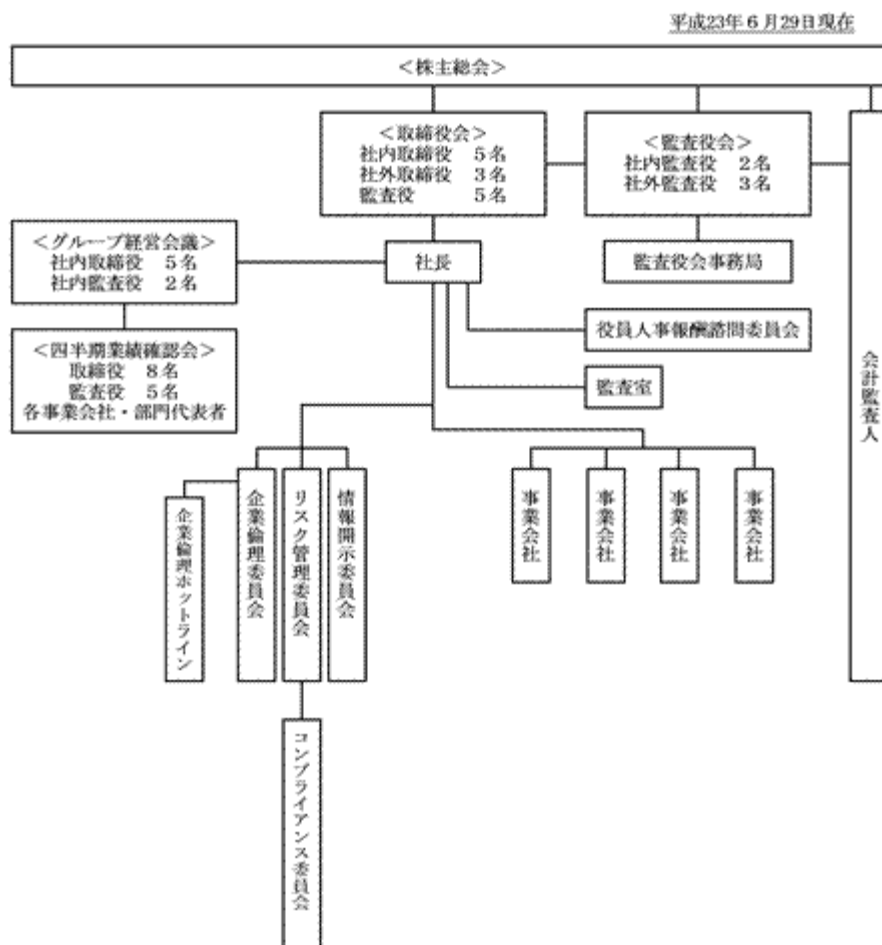 平成23年6月29日現在
＜株主総会＞
＜取締役会＞
社内取締役 5名
社外取締役 3名
監査役 5名
＜監査役会＞
社内監査役 2名
社外監査役 3名
＜グループ経営会議＞
社内取締役 5名
社内監査役 2名
社長
監査役会事務局
＜四半期業績確認会＞
取締役 8名
監査役 5名
各事業会社・部門代表者
役員人事報酬諮問委員会
監査室
会計監査人
企業倫理ホットライン
企業倫理委員会
リスク管理委員会
情報開示委員会
事業会社
事業会社
事業会社
事業会社
コンプライアンス委員会